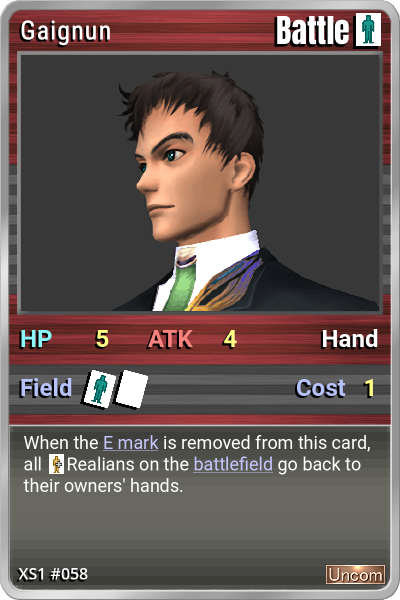 Gaignun Battle
HP 5 ATK 4 Hand
Field Cost 1
When the E mark is removed from this card,
all Realians on the battlefield go back to
their owners' hands.
XS1 #058 Uncom